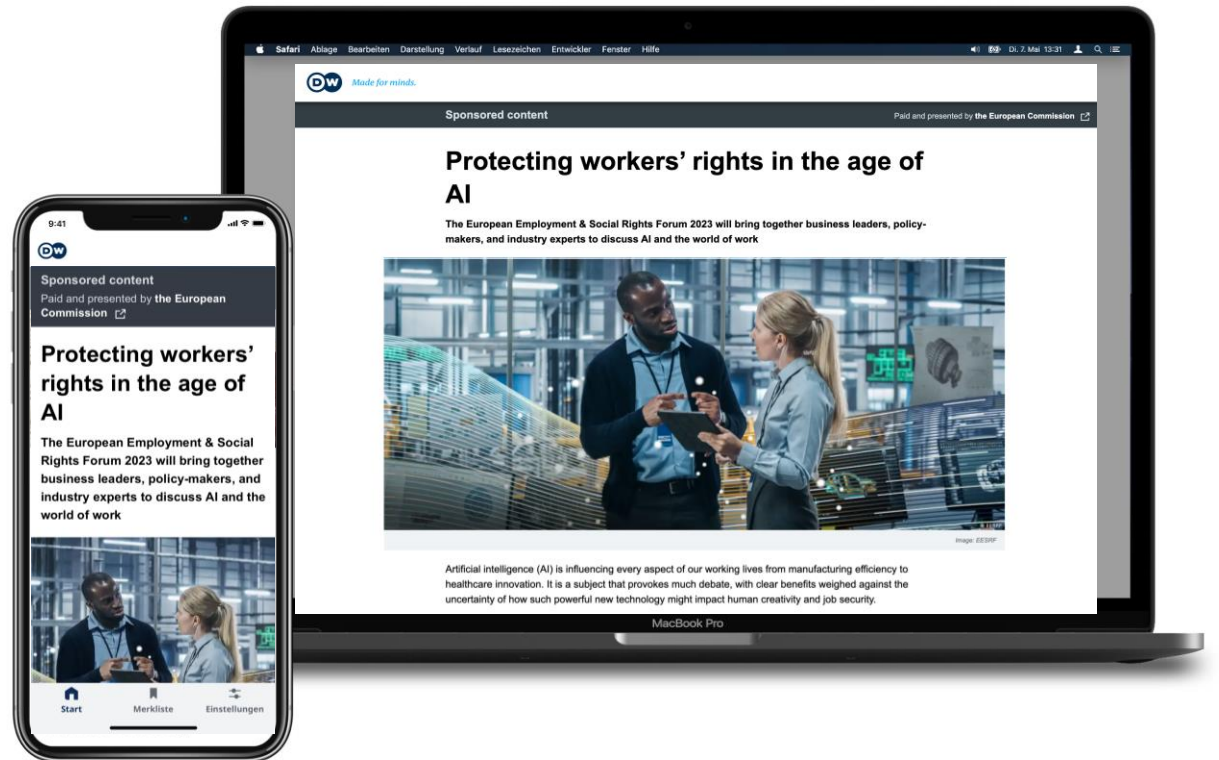 Safari Ablage Bearbeiten Darstellung Verlauf Lesezeichen Entwickler Fenster Hilfe
Di. 7. Mai 13:31
DW Made for minds.
Sponsored content
Paid and presented by the European Commission
Protecting workers’ rights in the age of
AI
The European Employment & Social Rights Forum 2023 will bring together business leaders, policy-
makers, and industry experts to discuss AI and the world of work
© EESRF
Image: EESRF
Artificial intelligence (AI) is influencing every aspect of our working lives from manufacturing efficiency to
healthcare innovation. It is a subject that provokes much debate, with clear benefits weighed against the
uncertainty of how such powerful new technology might impact human creativity and job security.
MacBook Pro
9:41
DW
Sponsored content
Paid and presented by the European
Commission
Protecting workers’
rights in the age of
AI
The European Employment & Social
Rights Forum 2023 will bring together
business leaders, policy-makers, and
industry experts to discuss AI and the
world of work
Start Merkliste Einstellungen